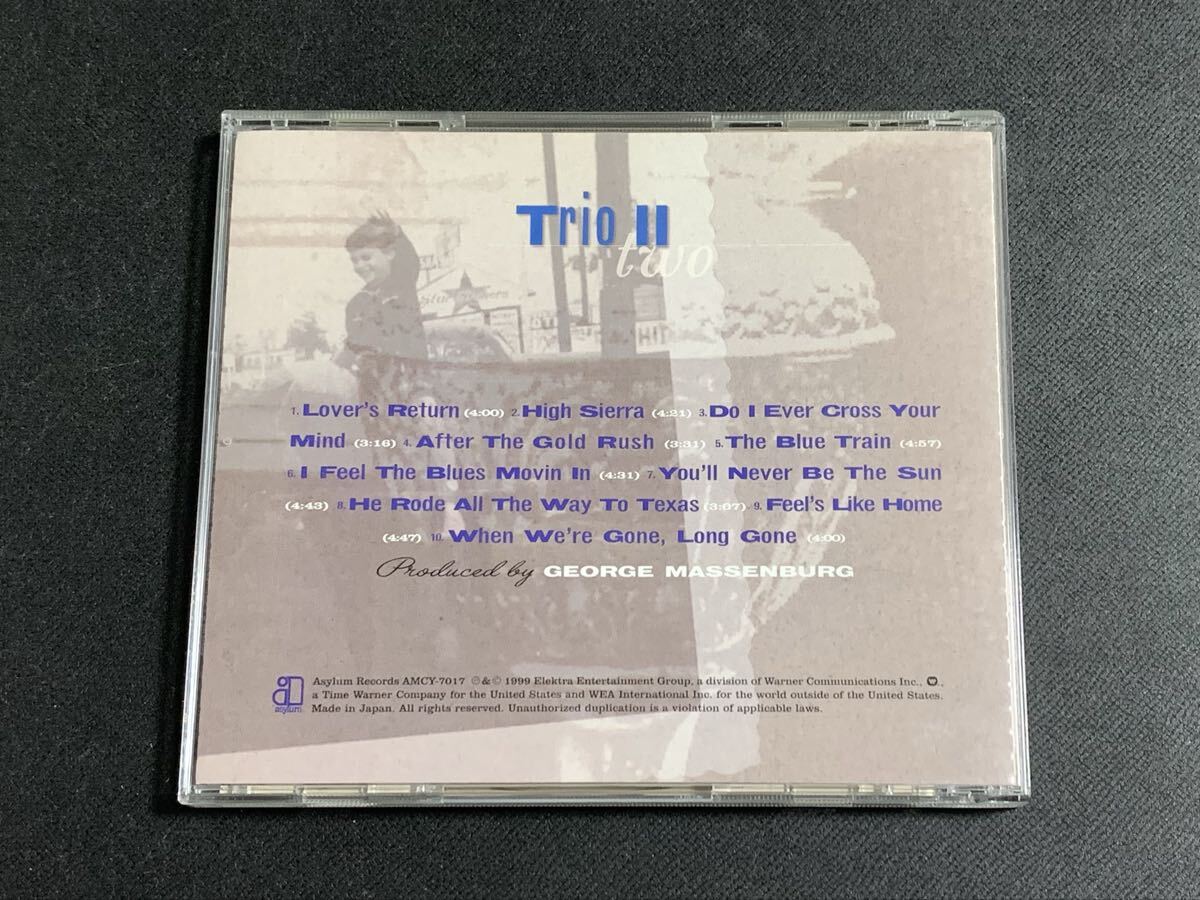 Trio II
two
1. Lover's Return (4:00) 2. High Sierra (4:21) 3. Do I Ever Cross Your
Mind (3:16) 4. After The Gold Rush (3:31) 5. The Blue Train (4:57)
6. I Feel The Blues Movin In (4:31) 7. You'll Never Be The Sun
(4:43) 8. He Rode All The Way To Texas (3:07) 9. Feel's Like Home
(4:47) 10. When We're Gone, Long Gone (4:00)
Produced by GEORGE MASSENBURG
asylum
Asylum Records AMCY-7017 ℗&© 1999 Elektra Entertainment Group, a division of Warner Communications Inc.,
a Time Warner Company for the United States and WEA International Inc. for the world outside of the United States.
Made in Japan. All rights reserved. Unauthorized duplication is a violation of applicable laws.